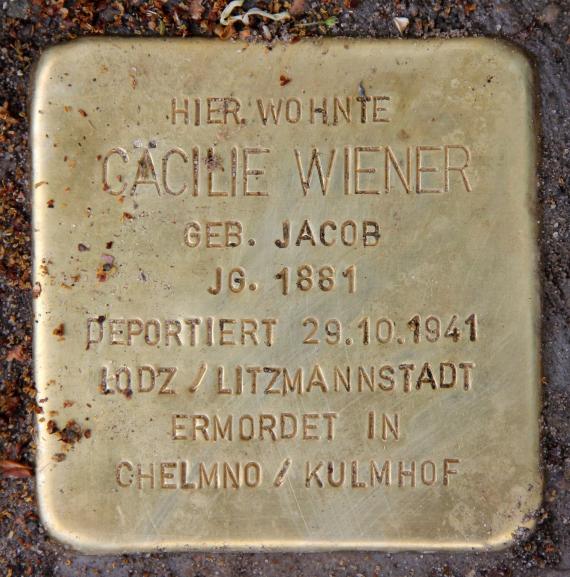 HIER WOHNTE
CÄCILIE WIENER
GEB. JACOB
JG. 1881
DEPORTIERT 29.10.1941
LODZ / LITZMANNSTADT
ERMORDET IN
CHELMNO / KULMHOF